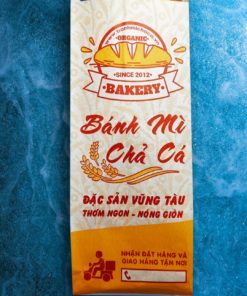 ORGANIC
SINCE 2012
BAKERY
Bánh Mì
Chả Cá
ĐẶC SẢN VŨNG TÀU
THƠM NGON - NÓNG GIÒN
NHẬN ĐẶT HÀNG VÀ
GIAO HÀNG TẬN NƠI